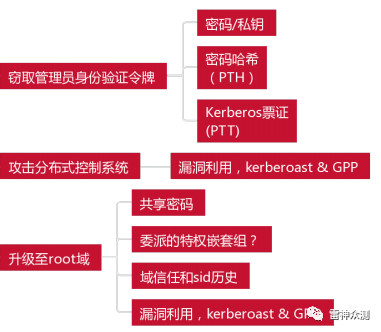 窃取管理员身份验证令牌
密码/私钥
密码哈希
（PTH）
Kerberos票证
(PTT)
攻击分布式控制系统
漏洞利用，kerberoast & GPP
升级至root域
共享密码
委派的特权嵌套组？
域信任和sid历史
漏洞利用，kerberoast & GPP
雷神众测